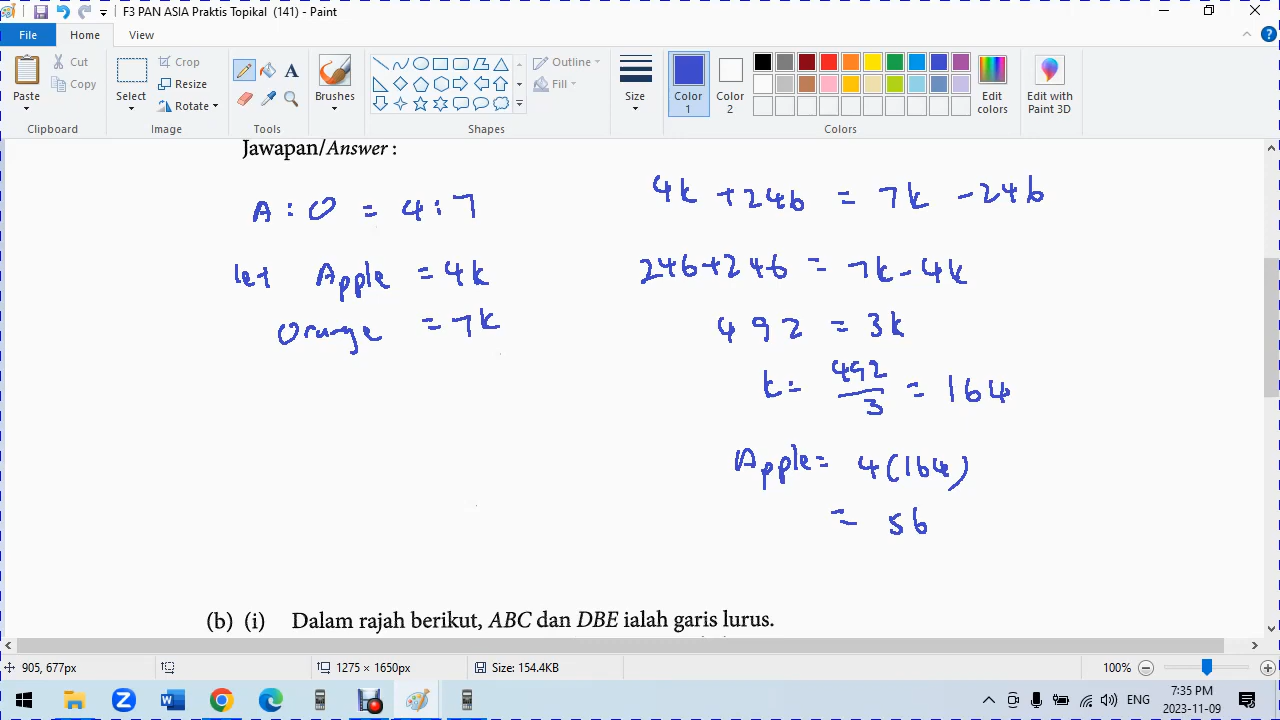 F3 PAN ASIA Praktis Topikal (141) - Paint
File Home View
Paste
Cut
Copy
Clipboard
Select
Crop
Resize
Rotate
Image
A
Tools
Brushes
Outline
Fill
Shapes
Size
Color 1
Color 2
Edit colors
Edit with Paint 3D
Colors
Jawapan/Answer :
A : O = 4 : 7
let Apple = 4k
Orange = 7k
4k + 246 = 7k - 246
246 + 246 = 7k - 4k
492 = 3k
k = 492/3 = 164
Apple = 4(164)
= 56
(b) (i) Dalam rajah berikut, ABC dan DBE ialah garis lurus.
905, 677px
1275 × 1650px
Size: 154.4KB
100%
ENG
7:35 PM
2023-11-09